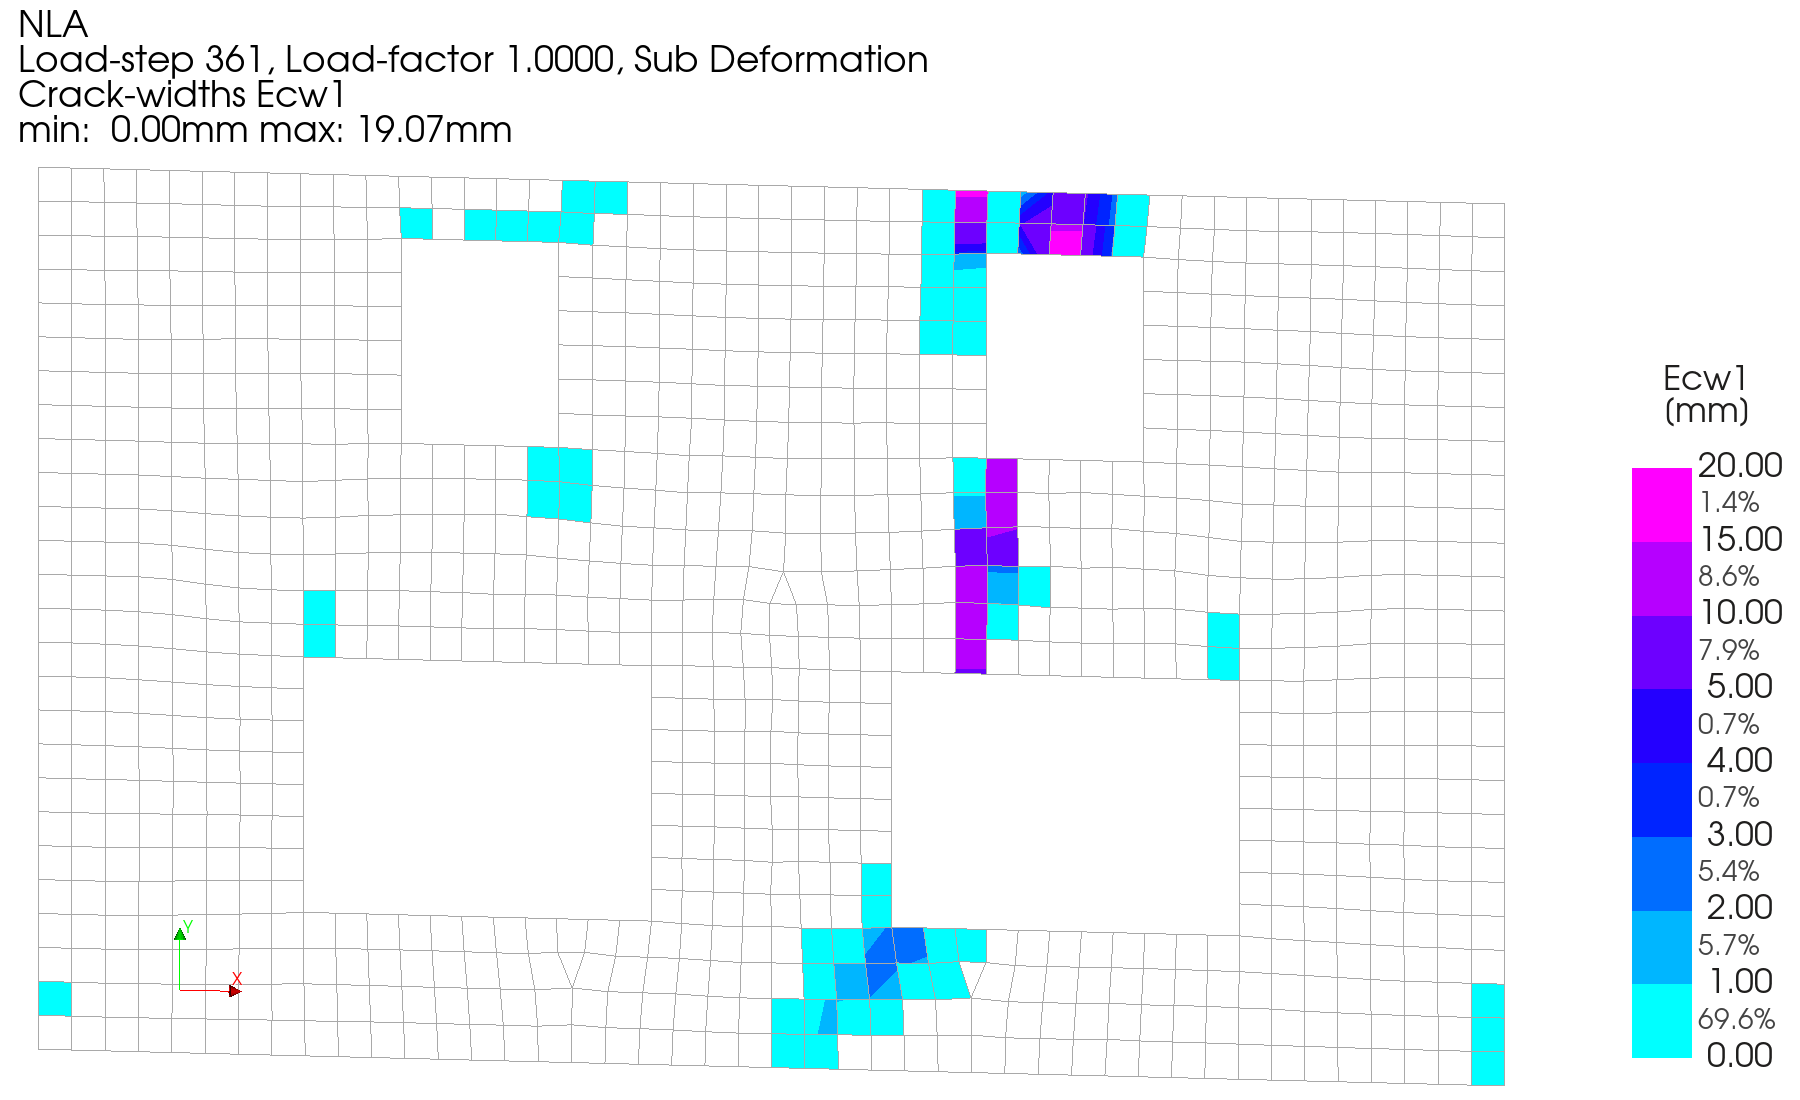 NLA
Load-step 361, Load-factor 1.0000, Sub Deformation
Crack-widths Ecw1
min: 0.00mm max: 19.07mm
Ecw1
(mm)
20.00
1.4%
15.00
8.6%
10.00
7.9%
5.00
0.7%
4.00
0.7%
3.00
5.4%
2.00
5.7%
1.00
69.6%
0.00
Y
X